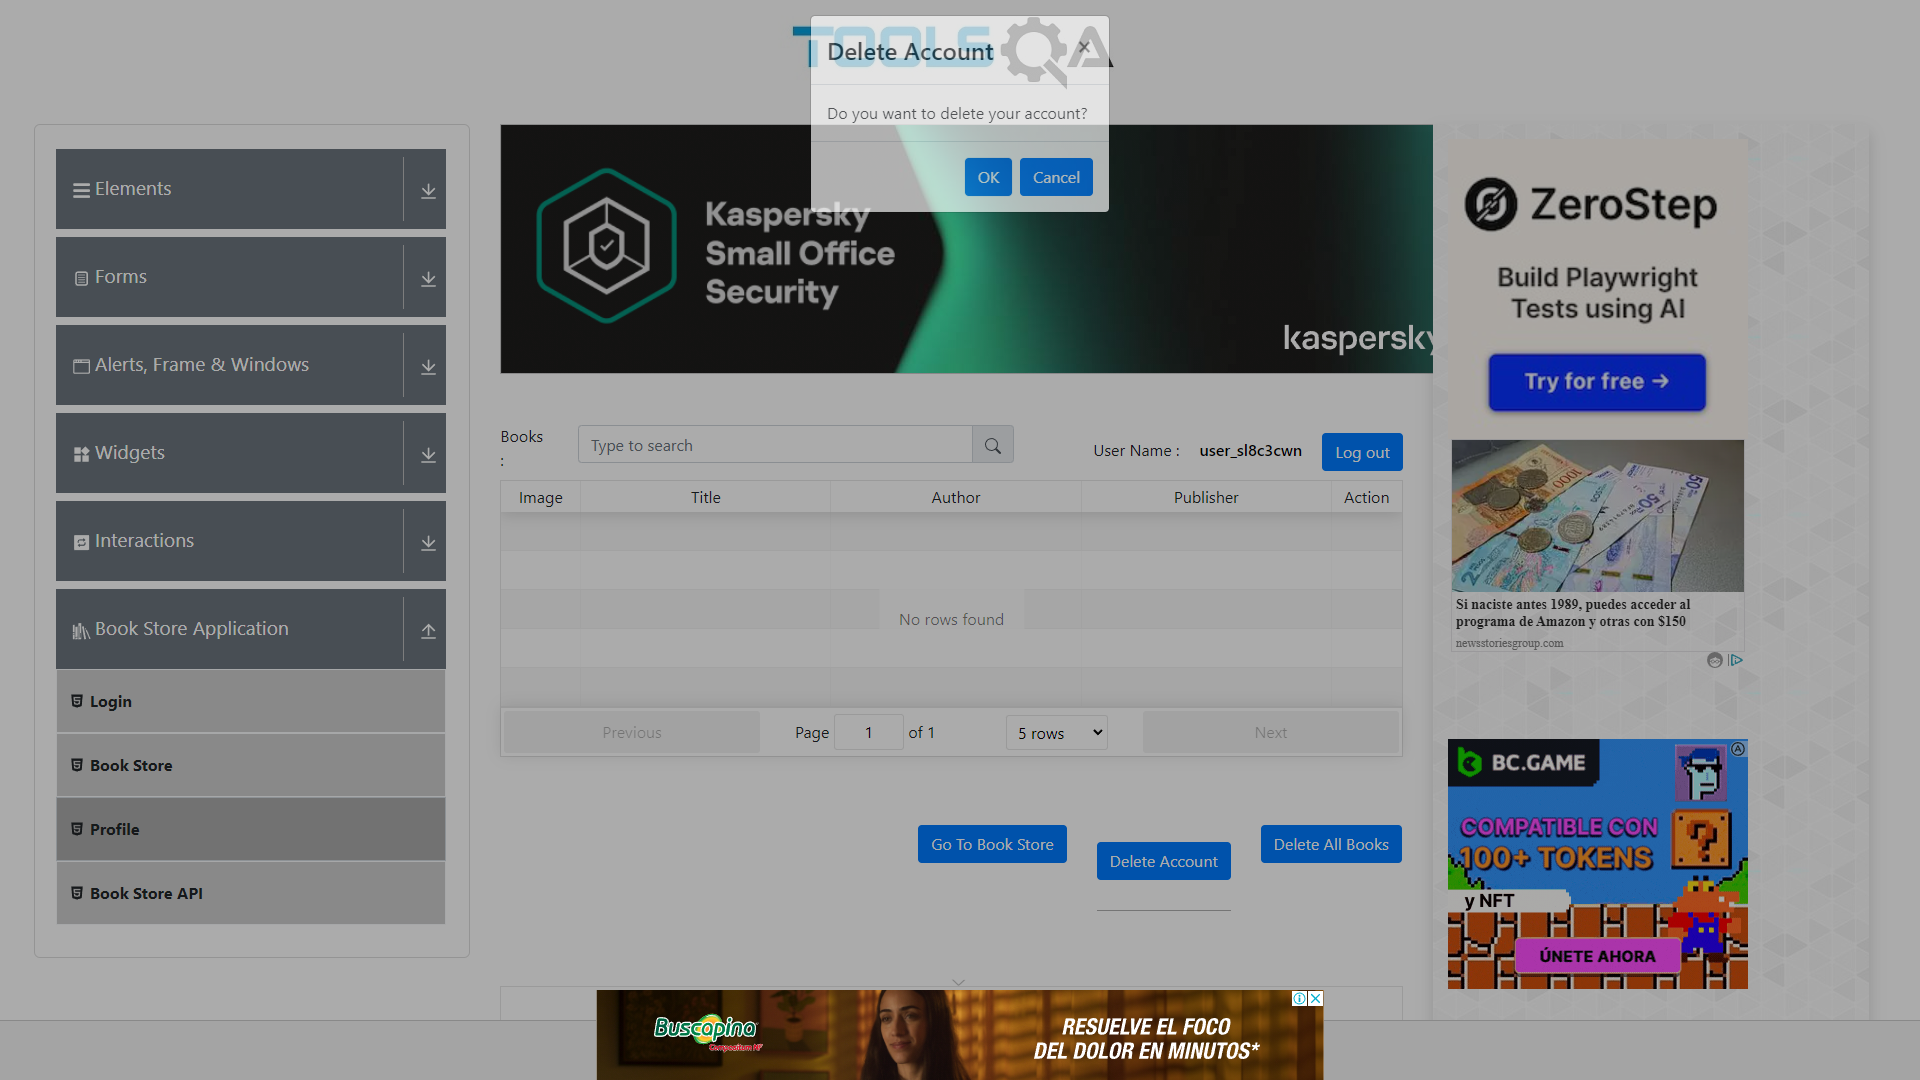 TOOLSQA
Delete Account
×
Do you want to delete your account?
OK
Cancel
Elements
Forms
Alerts, Frame & Windows
Widgets
Interactions
Book Store Application
Login
Book Store
Profile
Book Store API
Kaspersky
Small Office
Security
kaspersky
Books
:
Type to search
User Name :
user_sl8c3cwn
Log out
Image
Title
Author
Publisher
Action
No rows found
Previous
Page
1
of 1
5 rows
Next
Go To Book Store
Delete Account
Delete All Books
ZeroStep
Build Playwright
Tests using AI
Try for free →
Si naciste antes 1989, puedes acceder al
programa de Amazon y otras con $150
newsstoriesgroup.com
BC.GAME
COMPATIBLE CON
100+ TOKENS
y NFT
ÚNETE AHORA
Buscapina
Compositum NF
RESUELVE EL FOCO
DEL DOLOR EN MINUTOS*